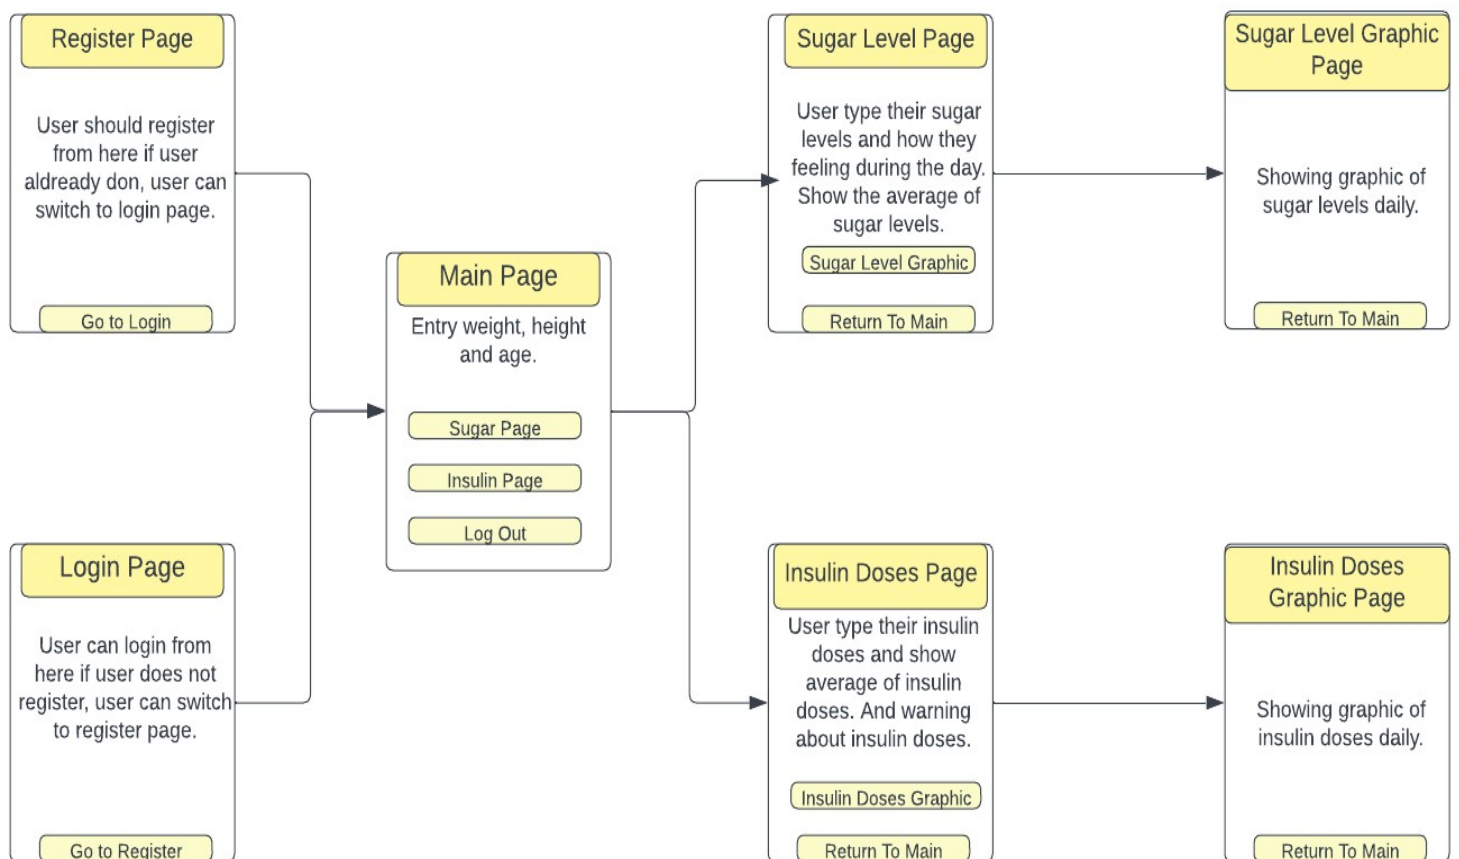 Register Page
User should register
from here if user
aldready don, user can
switch to login page.
Go to Login
Login Page
User can login from
here if user does not
register, user can switch
to register page.
Go to Register
Main Page
Entry weight, height
and age.
Sugar Page
Insulin Page
Log Out
Sugar Level Page
User type their sugar
levels and how they
feeling during the day.
Show the average of
sugar levels.
Sugar Level Graphic
Return To Main
Insulin Doses Page
User type their insulin
doses and show
average of insulin
doses. And warning
about insulin doses.
Insulin Doses Graphic
Return To Main
Sugar Level Graphic
Page
Showing graphic of
sugar levels daily.
Return To Main
Insulin Doses
Graphic Page
Showing graphic of
insulin doses daily.
Return To Main